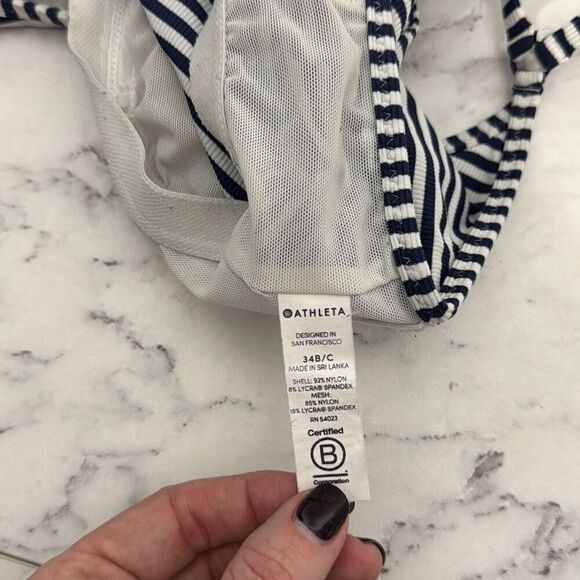 ATHLETA
DESIGNED IN
SAN FRANCISCO
34B/C
MADE IN SRI LANKA
SHELL: 92% NYLON
8% LYCRA® SPANDEX
MESH:
85% NYLON
15% LYCRA® SPANDEX
RN 54023
Certified
B
Corporation